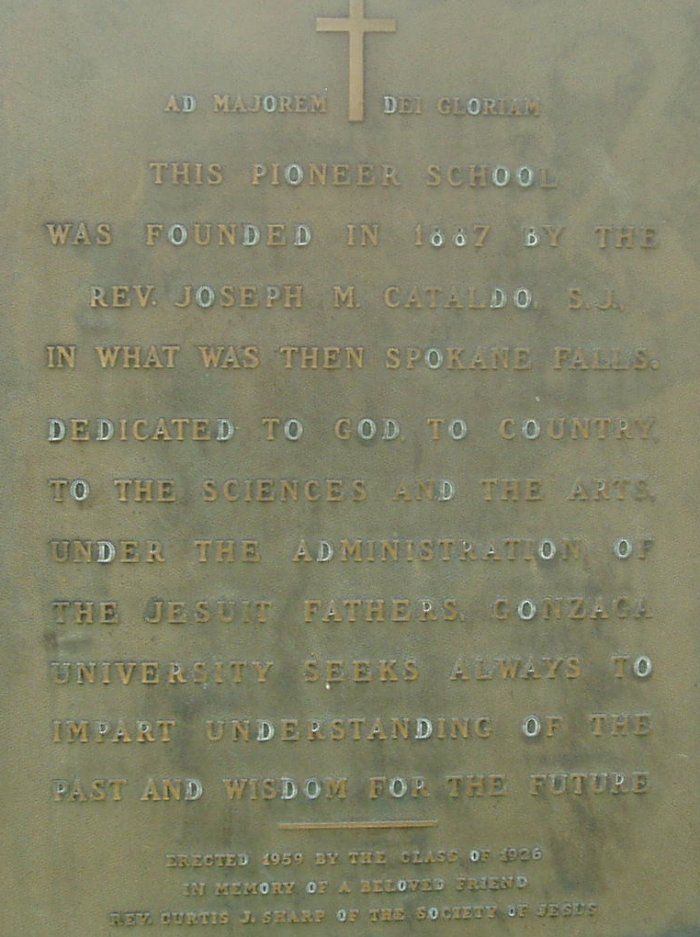 AD MAJOREM DEI GLORIAM
THIS PIONEER SCHOOL
WAS FOUNDED IN 1887 BY THE
REV. JOSEPH M. CATALDO, S.J.,
IN WHAT WAS THEN SPOKANE FALLS.
DEDICATED TO GOD, TO COUNTRY,
TO THE SCIENCES AND THE ARTS,
UNDER THE ADMINISTRATION OF
THE JESUIT FATHERS, GONZAGA
UNIVERSITY SEEKS ALWAYS TO
IMPART UNDERSTANDING OF THE
PAST AND WISDOM FOR THE FUTURE
ERECTED 1959 BY THE CLASS OF 1926
IN MEMORY OF A BELOVED FRIEND
REV. CURTIS J. SHARP OF THE SOCIETY OF JESUS